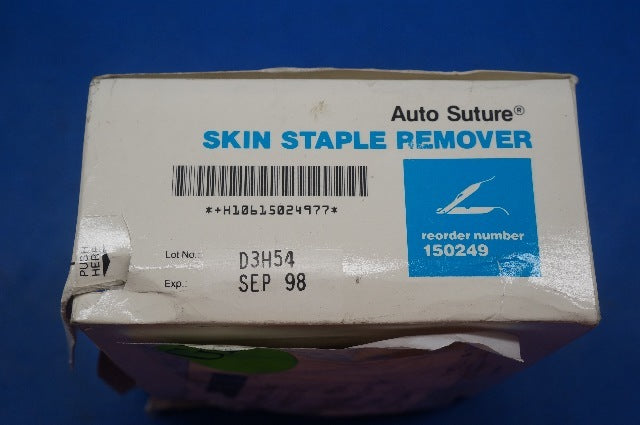 Auto Suture®
SKIN STAPLE REMOVER
*+H10615024977*
reorder number
150249
PUSH
HERE
Lot No.: D3H54
Exp.: SEP 98